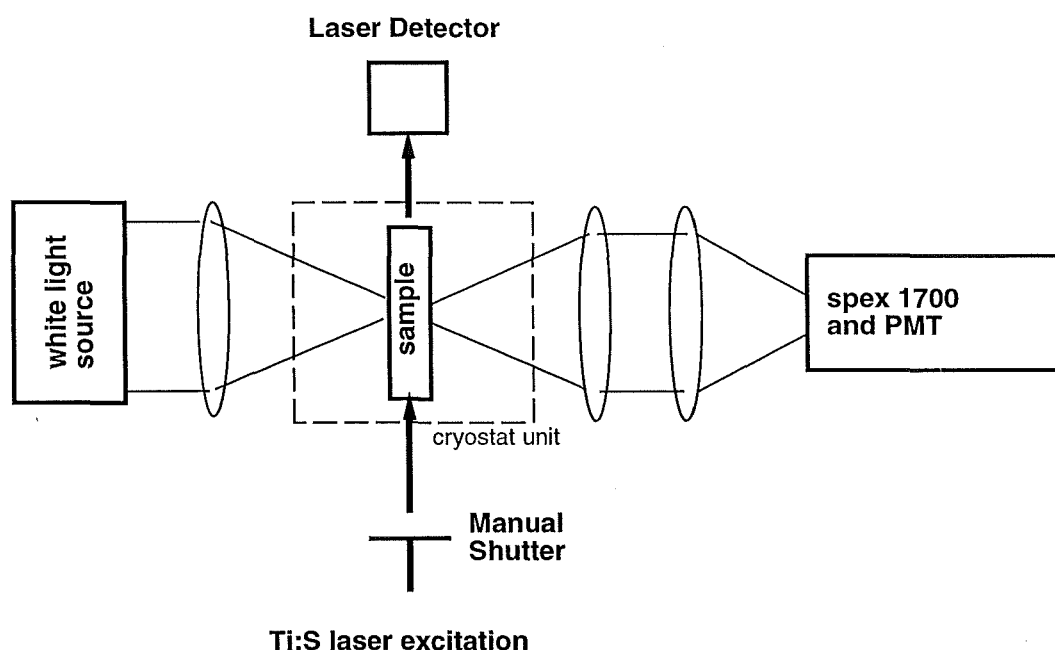 Laser Detector
white light
source
sample
spex 1700
and PMT
cryostat unit
Manual
Shutter
Ti:S laser excitation